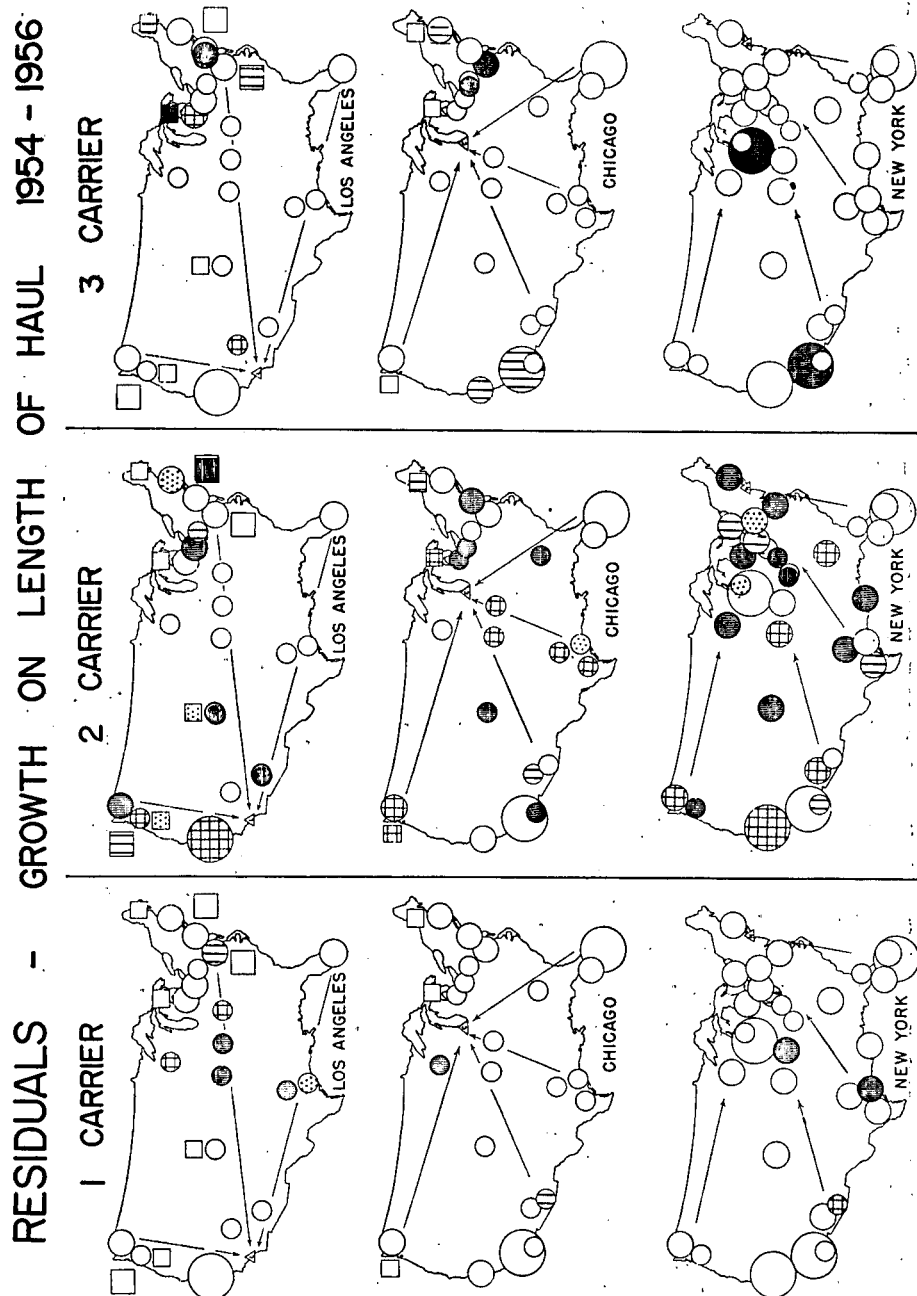 RESIDUALS - GROWTH ON LENGTH OF HAUL 1954 - 1956
1 CARRIER
2 CARRIER
3 CARRIER
LOS ANGELES
LOS ANGELES
LOS ANGELES
CHICAGO
CHICAGO
CHICAGO
NEW YORK
NEW YORK
NEW YORK